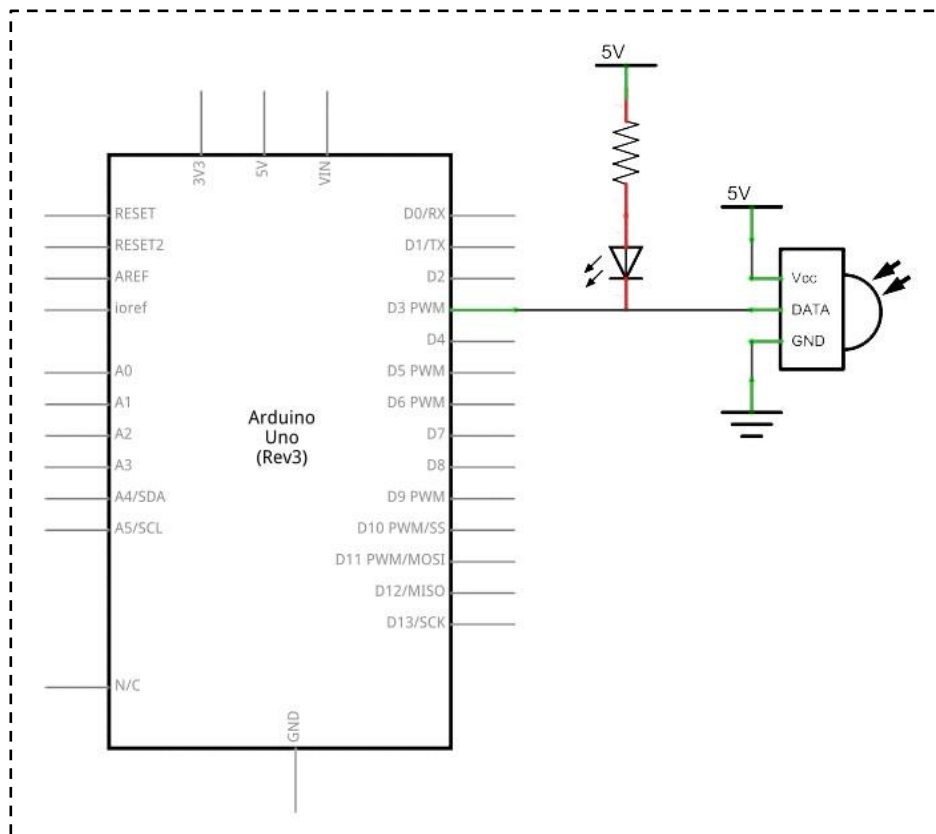 5V
5V
3V3
5V
VIN
RESET
RESET2
AREF
ioref
A0
A1
A2
A3
A4/SDA
A5/SCL
N/C
Arduino
Uno
(Rev3)
D0/RX
D1/TX
D2
D3 PWM
D4
D5 PWM
D6 PWM
D7
D8
D9 PWM
D10 PWM/SS
D11 PWM/MOSI
D12/MISO
D13/SCK
GND
Vcc
DATA
GND